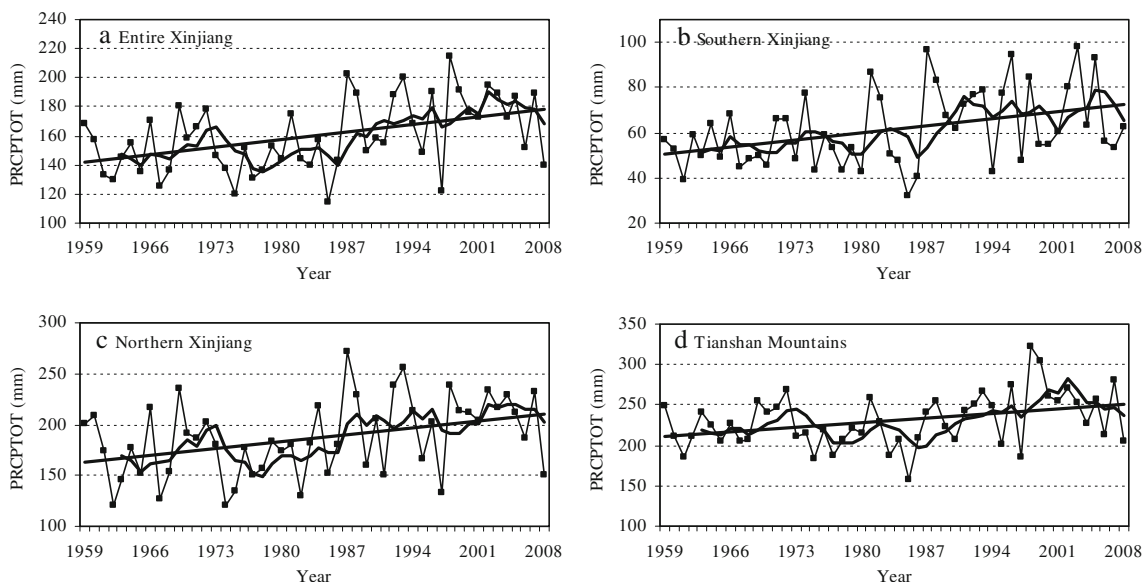 a Entire Xinjiang
PRCPTOT (mm)
240
220
200
180
160
140
120
100
1959 1966 1973 1980 1987 1994 2001 2008
Year
b Southern Xinjiang
PRCPTOT (mm)
100
80
60
40
20
1959 1966 1973 1980 1987 1994 2001 2008
Year
c Northern Xinjiang
PRCPTOT (mm)
300
250
200
150
100
1959 1966 1973 1980 1987 1994 2001 2008
Year
d Tianshan Mountains
PRCPTOT (mm)
350
300
250
200
150
100
1959 1966 1973 1980 1987 1994 2001 2008
Year